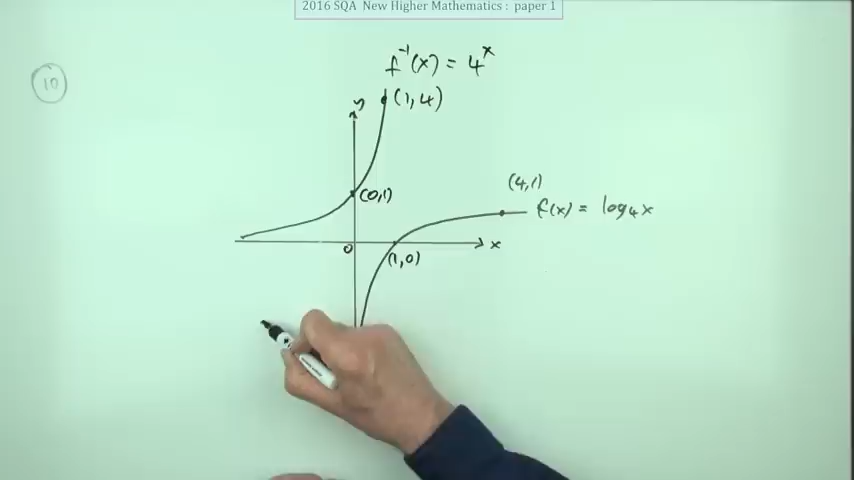 2016 SQA New Higher Mathematics : paper 1
10
f⁻¹(x) = 4ˣ
y
(1,4)
(0,1)
(4,1)
f(x) = log₄x
0
x
(1,0)